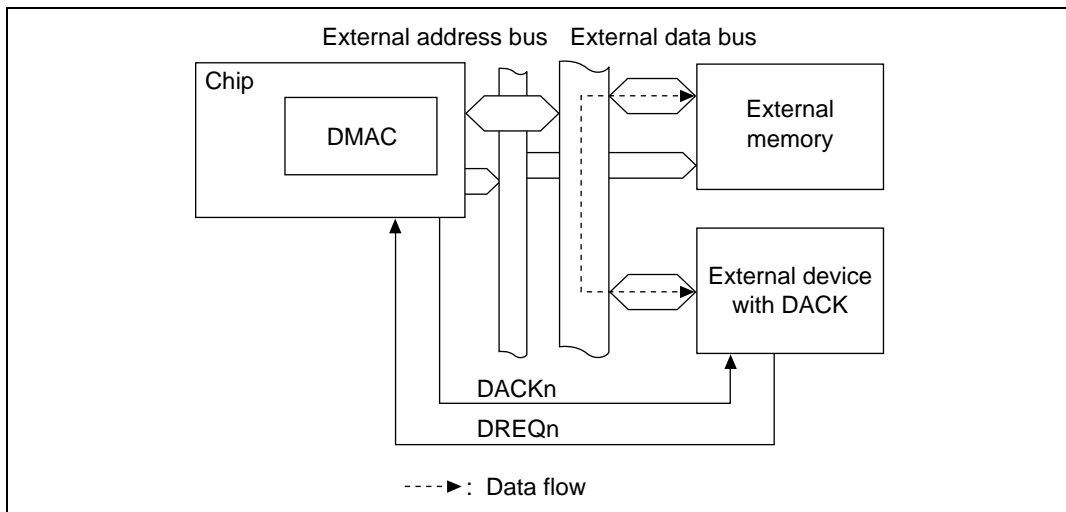 External address bus
External data bus
Chip
DMAC
External
memory
External device
with DACK
DACKn
DREQn
: Data flow